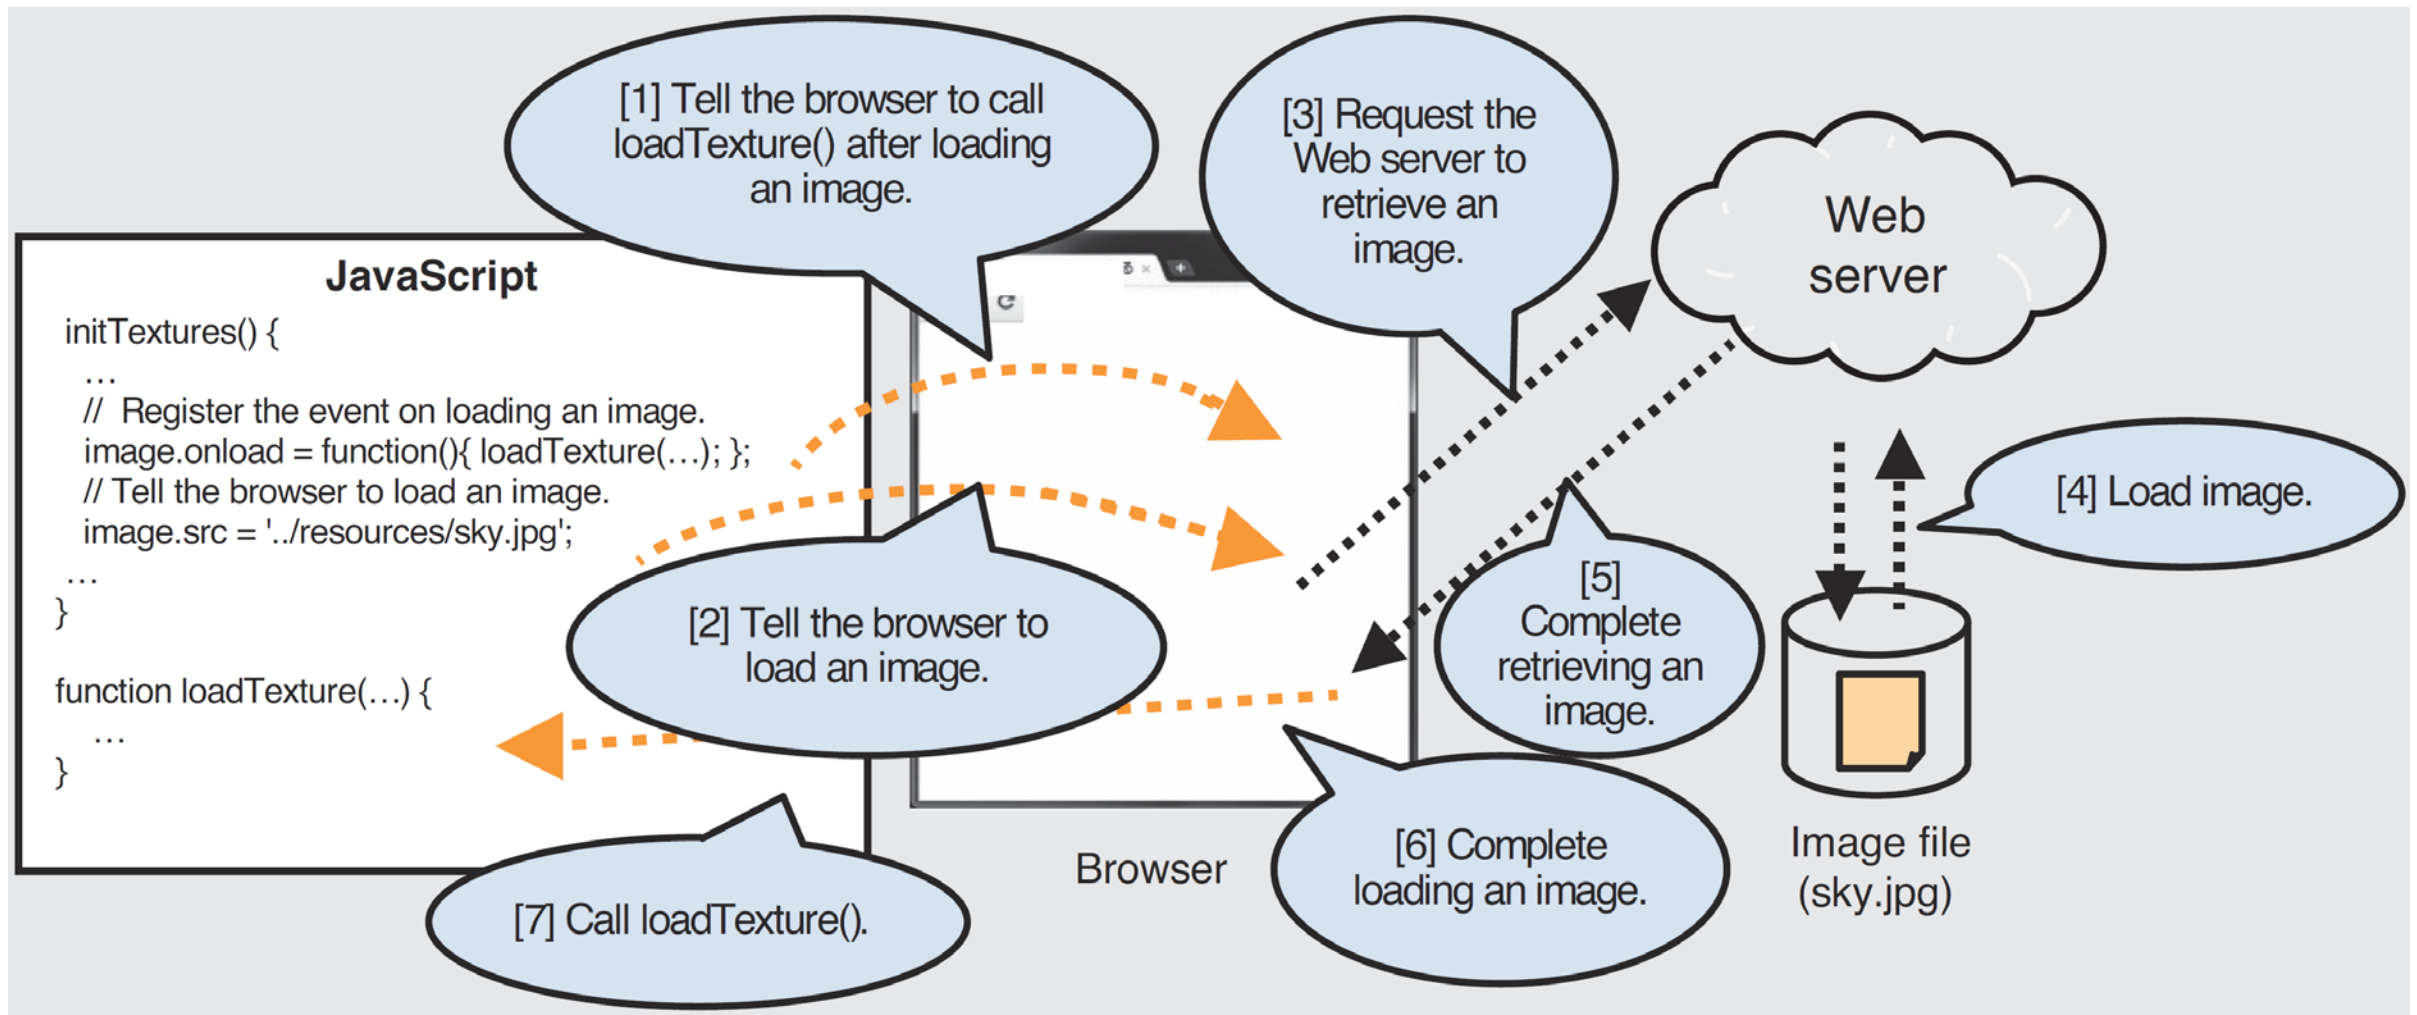 [1] Tell the browser to call
loadTexture() after loading
an image.
[3] Request the
Web server to
retrieve an
image.
Web
server
JavaScript
initTextures() {
…
// Register the event on loading an image.
image.onload = function(){ loadTexture(…); };
// Tell the browser to load an image.
image.src = '../resources/sky.jpg';
…
}
function loadTexture(…) {
…
}
[2] Tell the browser to
load an image.
[4] Load image.
[5]
Complete
retrieving an
image.
[6] Complete
loading an image.
[7] Call loadTexture().
Browser
Image file
(sky.jpg)